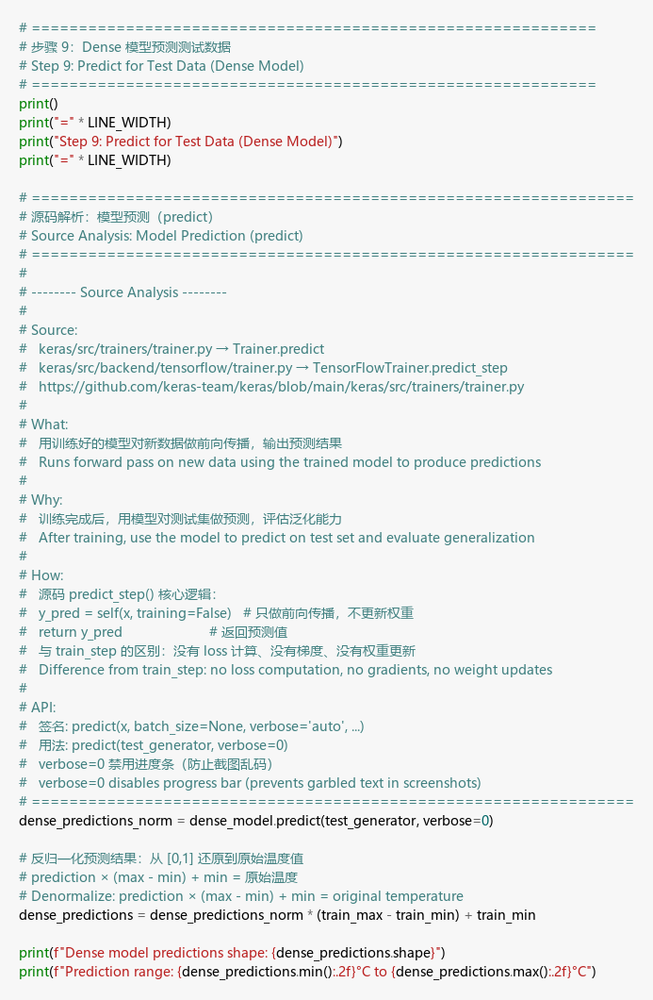 # ============================================================
# 步骤 9：Dense 模型预测测试数据
# Step 9: Predict for Test Data (Dense Model)
# ============================================================
print()
print("=" * LINE_WIDTH)
print("Step 9: Predict for Test Data (Dense Model)")
print("=" * LINE_WIDTH)
# ================================================================
# 源码解析：模型预测（predict）
# Source Analysis: Model Prediction (predict)
# ================================================================
#
# -------- Source Analysis --------
#
# Source:
#   keras/src/trainers/trainer.py → Trainer.predict
#   keras/src/backend/tensorflow/trainer.py → TensorFlowTrainer.predict_step
#   https://github.com/keras-team/keras/blob/main/keras/src/trainers/trainer.py
#
# What:
#   用训练好的模型对新数据做前向传播，输出预测结果
#   Runs forward pass on new data using the trained model to produce predictions
#
# Why:
#   训练完成后，用模型对测试集做预测，评估泛化能力
#   After training, use the model to predict on test set and evaluate generalization
#
# How:
#   源码 predict_step() 核心逻辑：
#   y_pred = self(x, training=False)   # 只做前向传播，不更新权重
#   return y_pred                      # 返回预测值
#   与 train_step 的区别：没有 loss 计算、没有梯度、没有权重更新
#   Difference from train_step: no loss computation, no gradients, no weight updates
#
# API:
#   签名: predict(x, batch_size=None, verbose='auto', ...)
#   用法: predict(test_generator, verbose=0)
#   verbose=0 禁用进度条（防止截图乱码）
#   verbose=0 disables progress bar (prevents garbled text in screenshots)
# ================================================================
dense_predictions_norm = dense_model.predict(test_generator, verbose=0)
# 反归一化预测结果：从 [0,1] 还原到原始温度值
# prediction × (max - min) + min = 原始温度
# Denormalize: prediction × (max - min) + min = original temperature
dense_predictions = dense_predictions_norm * (train_max - train_min) + train_min
print(f"Dense model predictions shape: {dense_predictions.shape}")
print(f"Prediction range: {dense_predictions.min():.2f}°C to {dense_predictions.max():.2f}°C")